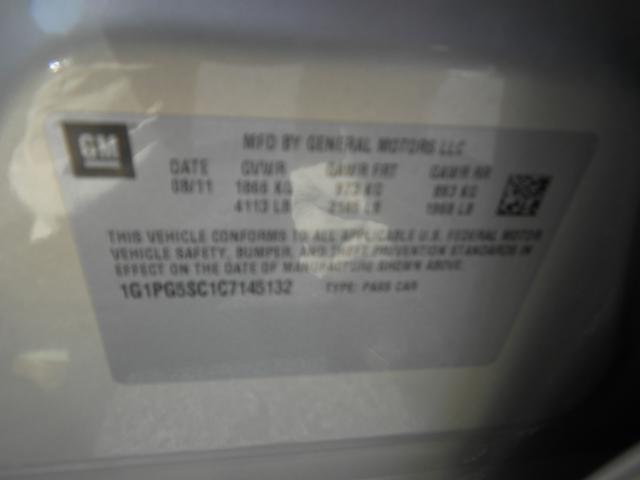 GM
MFD BY GENERAL MOTORS LLC
DATE GVWR GAWR FRT GAWR RR
08/11 1866 KG 973 KG 893 KG
4113 LB 2145 LB 1969 LB
THIS VEHICLE CONFORMS TO ALL APPLICABLE U.S. FEDERAL MOTOR
VEHICLE SAFETY, BUMPER, AND THEFT PREVENTION STANDARDS IN
EFFECT ON THE DATE OF MANUFACTURE SHOWN ABOVE.
1G1PG5SC1C7145132 TYPE: PASS CAR